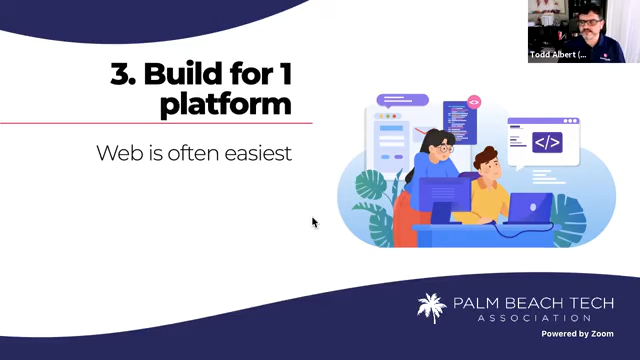 3. Build for 1
platform
Web is often easiest
Todd Albert (...
</>
PALM BEACH TECH
ASSOCIATION
Powered by Zoom